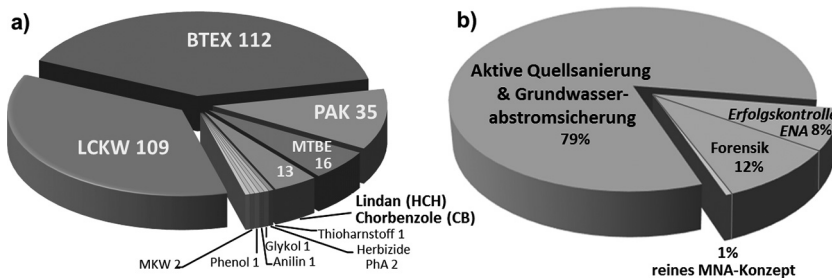 a)
BTEX 112
PAK 35
LCKW 109
MTBE
16
13
Lindan (HCH)
Chorbenzole (CB)
Thioharnstoff 1
Glykol 1
Herbizide
MKW 2
Phenol 1
Anilin 1
PhA 2
b)
Aktive Quellsanierung
& Grundwasser-
abstromsicherung
79%
Erfolgskontrolle
ENA 8%
Forensik
12%
1%
reines MNA-Konzept